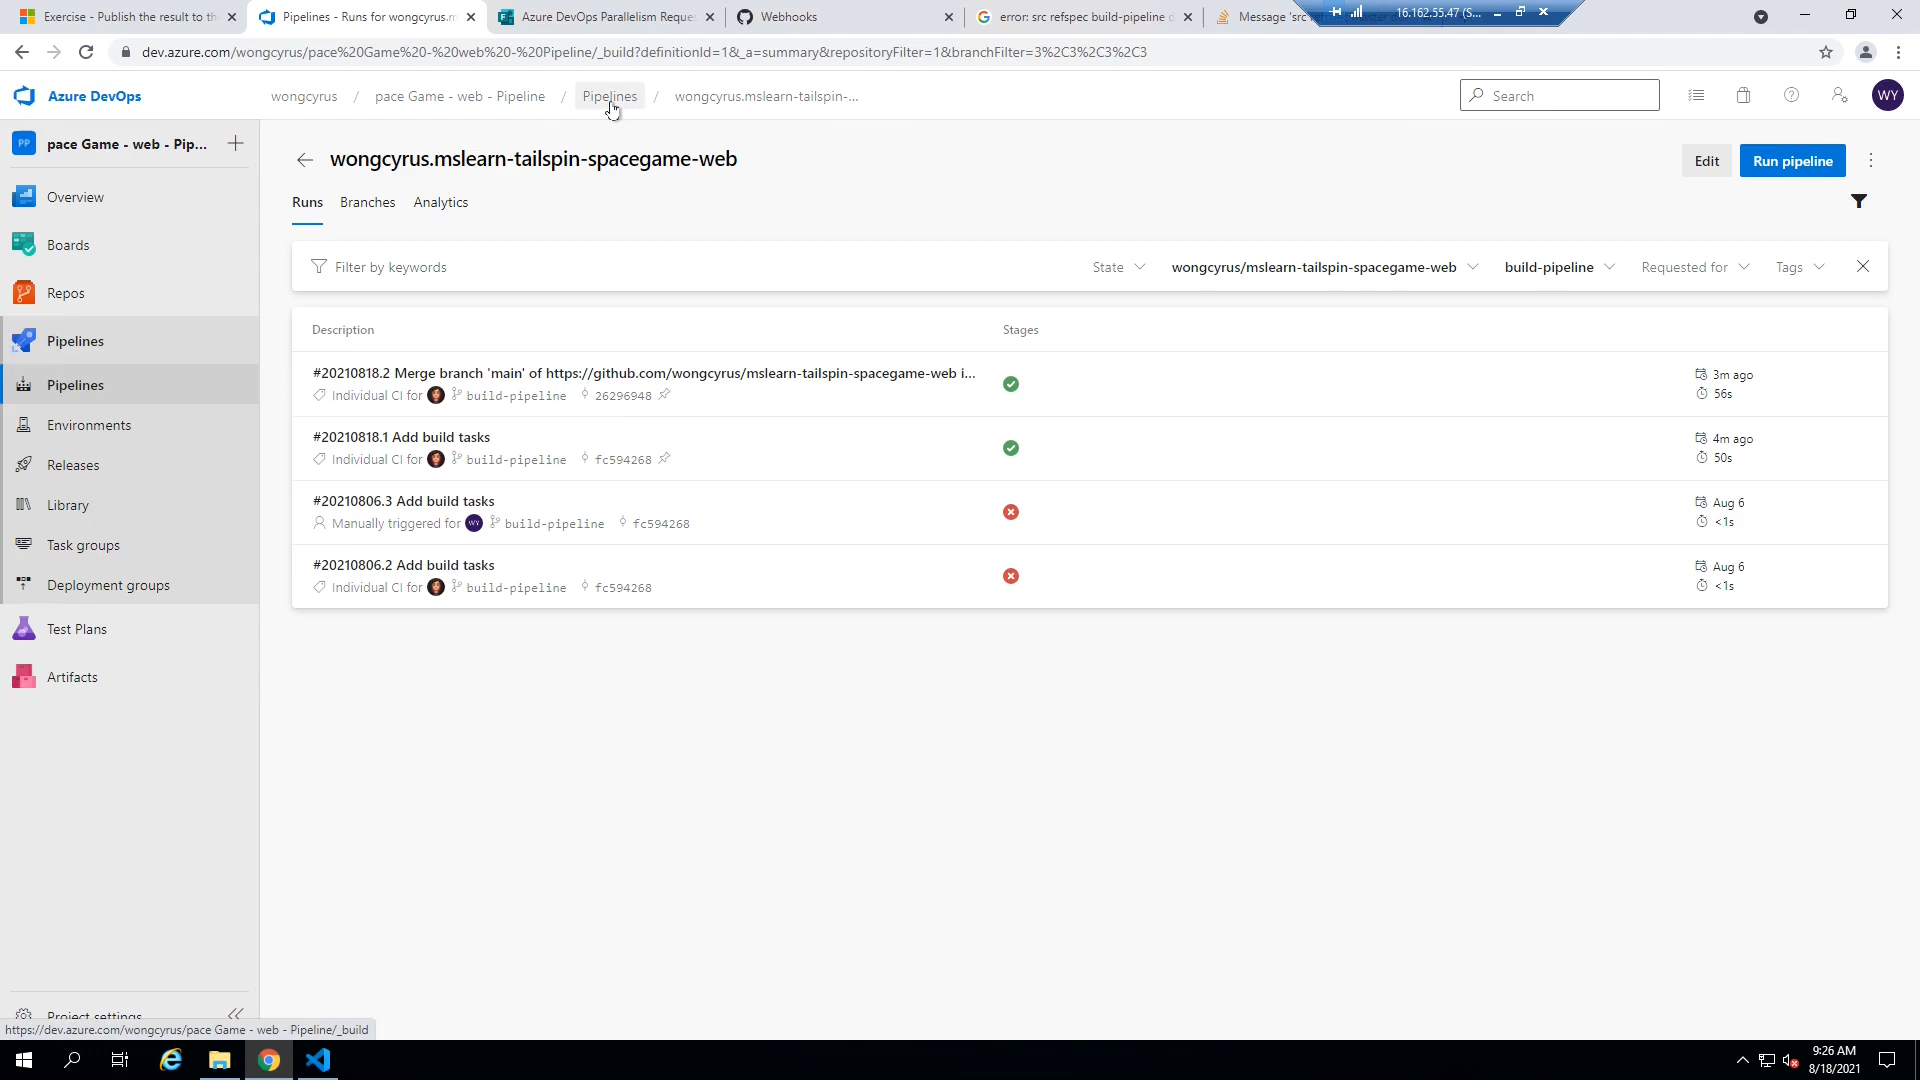 Exercise - Publish the result to th
Pipelines - Runs for wongcyrus.m
Azure DevOps Parallelism Reques
Webhooks
error: src refspec build-pipeline d
Message 'src
16.162.55.47 (S...
dev.azure.com/wongcyrus/pace%20Game%20-%20web%20-%20Pipeline/_build?definitionId=1&_a=summary&repositoryFilter=1&branchFilter=3%2C3%2C3%2C3
Azure DevOps
wongcyrus / pace Game - web - Pipeline / Pipelines / wongcyrus.mslearn-tailspin-...
Search
WY
PP
pace Game - web - Pip...
Overview
Boards
Repos
Pipelines
Pipelines
Environments
Releases
Library
Task groups
Deployment groups
Test Plans
Artifacts
Project settings
wongcyrus.mslearn-tailspin-spacegame-web
Edit
Run pipeline
Runs Branches Analytics
Filter by keywords
State
wongcyrus/mslearn-tailspin-spacegame-web
build-pipeline
Requested for
Tags
Description
Stages
#20210818.2 Merge branch 'main' of https://github.com/wongcyrus/mslearn-tailspin-spacegame-web i...
Individual CI for build-pipeline 26296948
3m ago
56s
#20210818.1 Add build tasks
Individual CI for build-pipeline fc594268
4m ago
50s
#20210806.3 Add build tasks
Manually triggered for WY build-pipeline fc594268
Aug 6
<1s
#20210806.2 Add build tasks
Individual CI for build-pipeline fc594268
Aug 6
<1s
https://dev.azure.com/wongcyrus/pace Game - web - Pipeline/_build
9:26 AM
8/18/2021